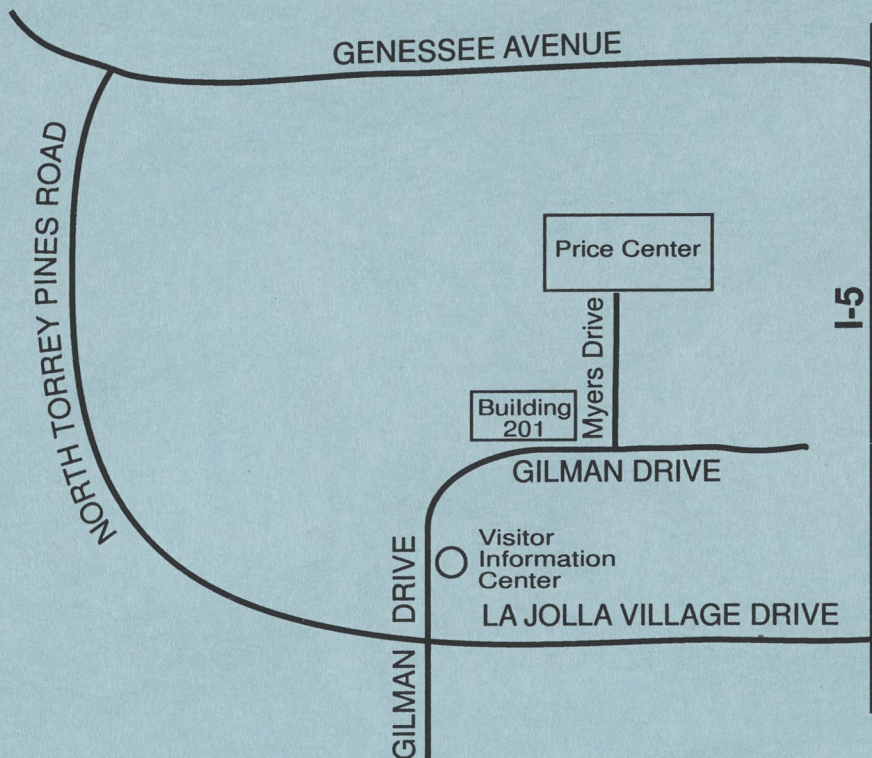 GENESSEE AVENUE
NORTH TORREY PINES ROAD
Price Center
I-5
Myers Drive
Building
201
GILMAN DRIVE
Visitor
Information
Center
GILMAN DRIVE
LA JOLLA VILLAGE DRIVE
GILMAN